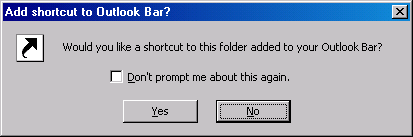 Add shortcut to Outlook Bar?
Would you like a shortcut to this folder added to your Outlook Bar?
Don't prompt me about this again.
Yes
No